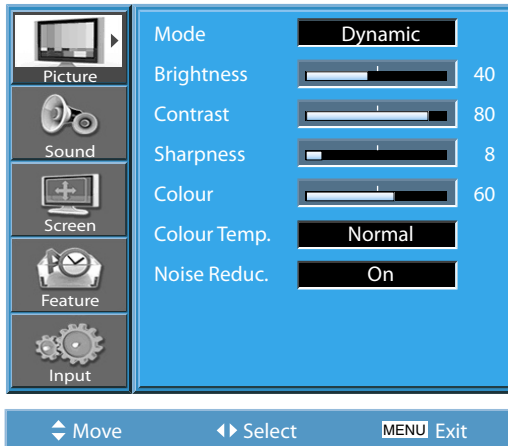 Picture
Sound
Screen
Feature
Input
Mode Dynamic
Brightness 40
Contrast 80
Sharpness 8
Colour 60
Colour Temp. Normal
Noise Reduc. On
Move Select MENU Exit